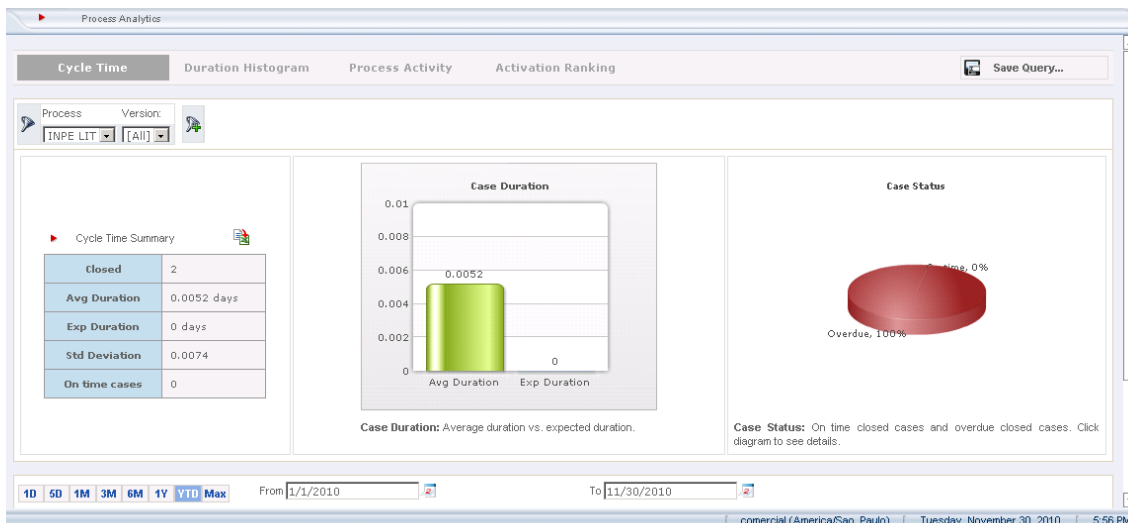 Process Analytics
Cycle Time Duration Histogram Process Activity Activation Ranking Save Query...
Process Version:
INPE LIT [All]
Cycle Time Summary
Closed 2
Avg Duration 0.0052 days
Exp Duration 0 days
Std Deviation 0.0074
On time cases 0
Case Duration
0.01
0.008
0.006
0.004
0.002
0
0.0052
0
Avg Duration Exp Duration
Case Duration: Average duration vs. expected duration.
Case Status
On time, 0%
Overdue, 100%
Case Status: On time closed cases and overdue closed cases. Click
diagram to see details.
1D 5D 1M 3M 6M 1Y YTD Max From 1/1/2010 To 11/30/2010
comercial (America/Sao_Paulo) | Tuesday, November 30, 2010 | 5:56 PM